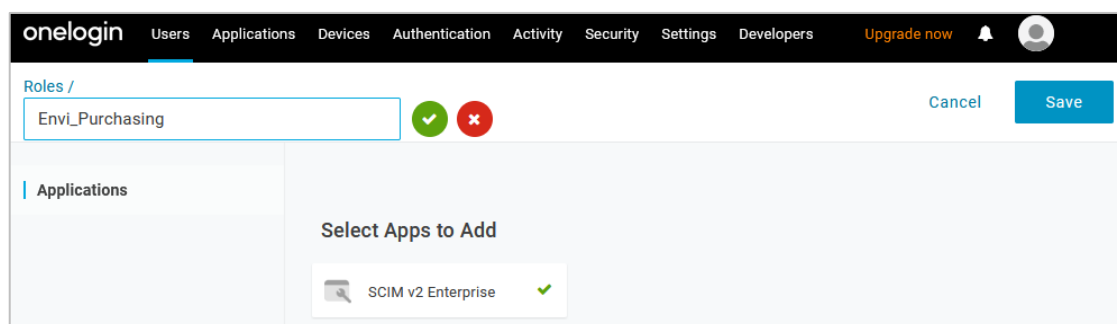 onelogin Users Applications Devices Authentication Activity Security Settings Developers Upgrade now
Roles /
Envi_Purchasing
Cancel Save
Applications
Select Apps to Add
SCIM v2 Enterprise